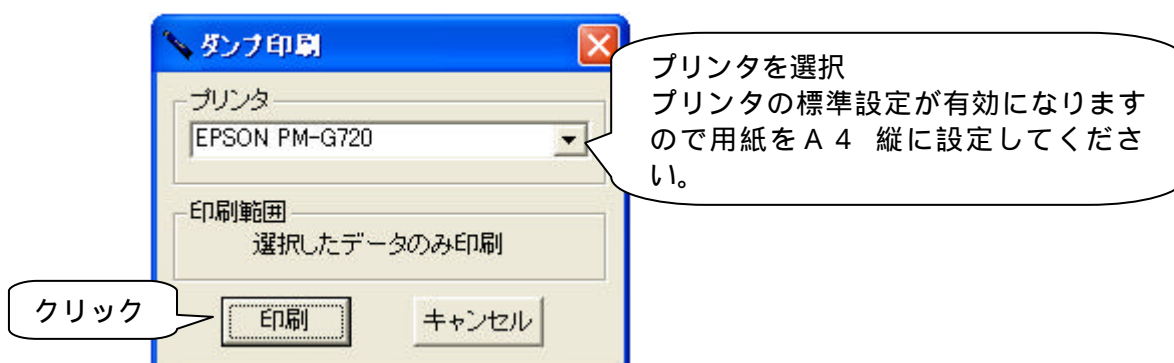 ダンプ印刷
プリンタ
EPSON PM-G720
プリンタを選択
プリンタの標準設定が有効になります
ので用紙をA4 縦に設定してくださ
い。
印刷範囲
選択したデータのみ印刷
クリック
印刷
キャンセル